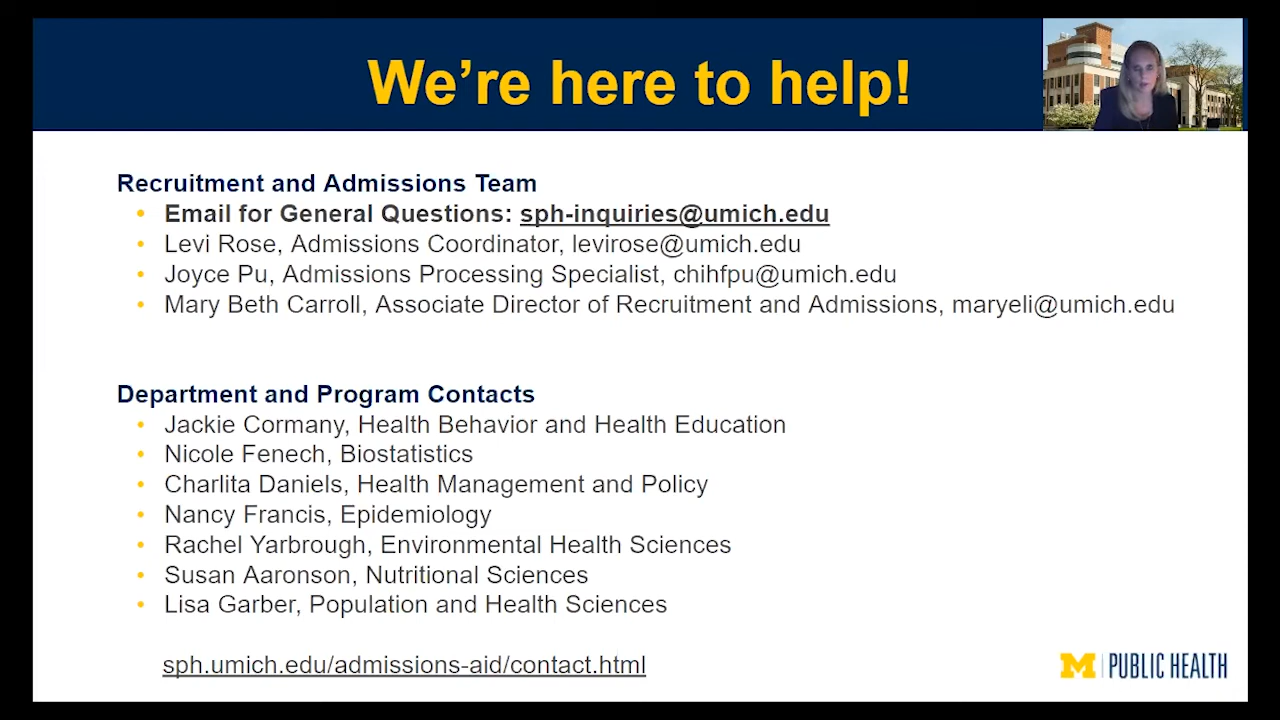 We’re here to help!
Recruitment and Admissions Team
• Email for General Questions: sph-inquiries@umich.edu
• Levi Rose, Admissions Coordinator, levirose@umich.edu
• Joyce Pu, Admissions Processing Specialist, chihfpu@umich.edu
• Mary Beth Carroll, Associate Director of Recruitment and Admissions, maryeli@umich.edu
Department and Program Contacts
• Jackie Cormany, Health Behavior and Health Education
• Nicole Fenech, Biostatistics
• Charlita Daniels, Health Management and Policy
• Nancy Francis, Epidemiology
• Rachel Yarbrough, Environmental Health Sciences
• Susan Aaronson, Nutritional Sciences
• Lisa Garber, Population and Health Sciences
sph.umich.edu/admissions-aid/contact.html
M | PUBLIC HEALTH